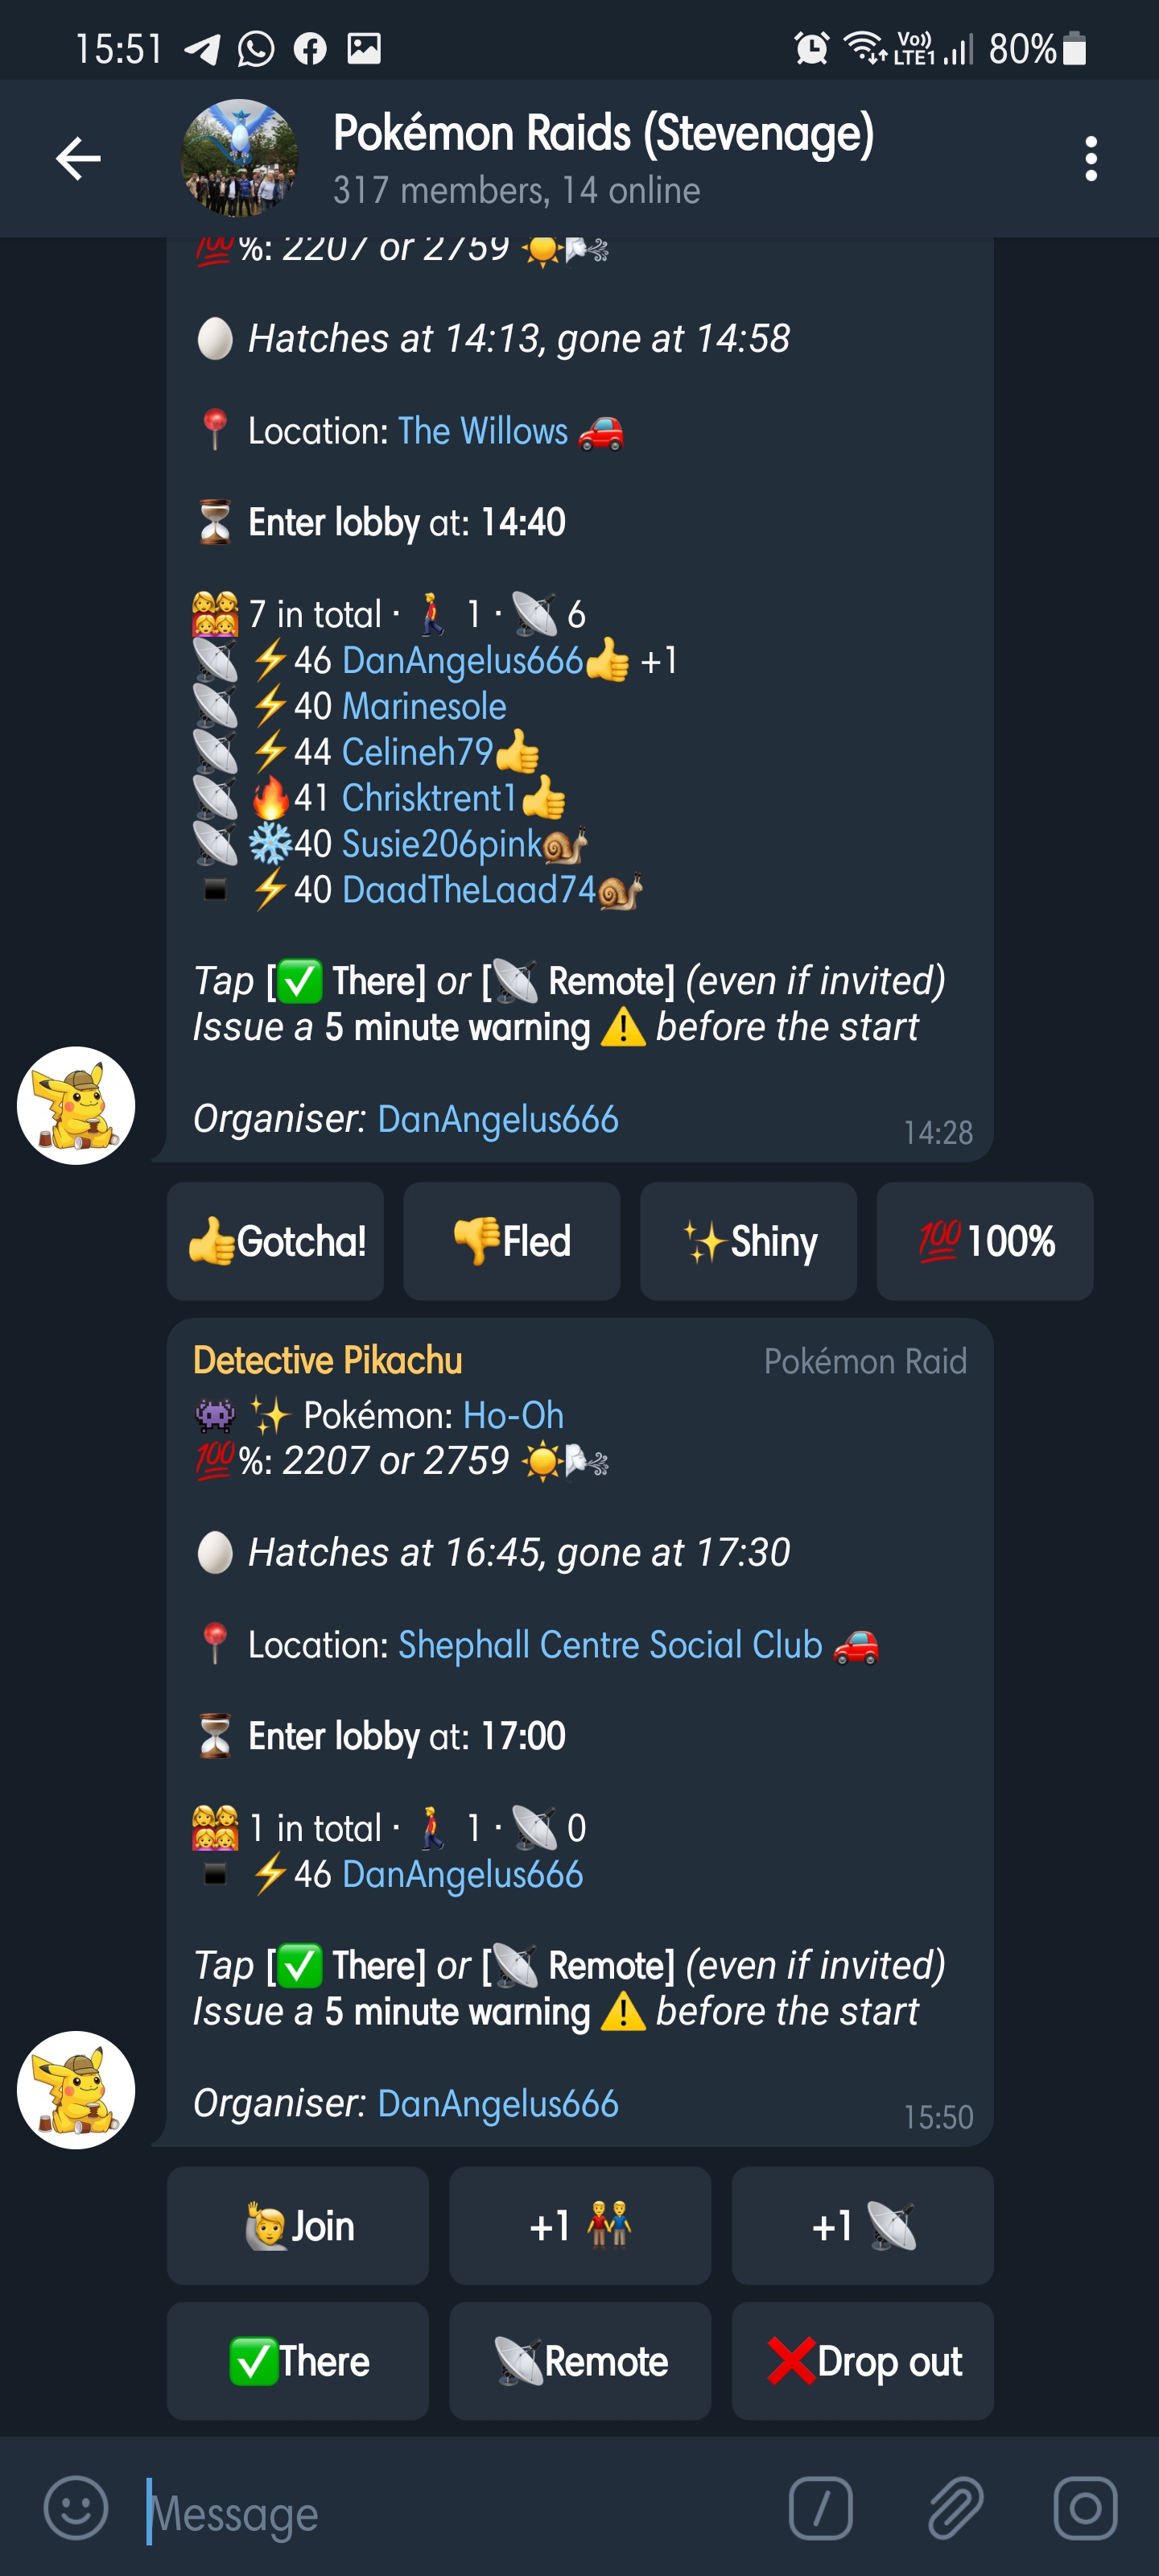 15:51 Vo)) LTE1 80%
Pokémon Raids (Stevenage)
317 members, 14 online
💯%: 2207 or 2759 ☀️🌬
🥚 Hatches at 14:13, gone at 14:58
📍 Location: The Willows 🚗
⏳ Enter lobby at: 14:40
👩‍👩‍👧‍👧 7 in total · 🚶 1 · 📡 6
📡 ⚡46 DanAngelus666👍 +1
📡 ⚡40 Marinesole
📡 ⚡44 Celineh79👍
📡 🔥41 Chrisktrent1👍
📡 ❄️40 Susie206pink🐌
▪️ ⚡40 DaadTheLaad74🐌
Tap [✅ There] or [📡 Remote] (even if invited)
Issue a 5 minute warning ⚠️ before the start
Organiser: DanAngelus666
14:28
👍Gotcha! 👎Fled ✨Shiny 💯100%
Detective Pikachu Pokémon Raid
👾 ✨ Pokémon: Ho-Oh
💯%: 2207 or 2759 ☀️🌬
🥚 Hatches at 16:45, gone at 17:30
📍 Location: Shephall Centre Social Club 🚗
⏳ Enter lobby at: 17:00
👩‍👩‍👧‍👧 1 in total · 🚶 1 · 📡 0
▪️ ⚡46 DanAngelus666
Tap [✅ There] or [📡 Remote] (even if invited)
Issue a 5 minute warning ⚠️ before the start
Organiser: DanAngelus666
15:50
🙋Join +1 👬 +1 📡
✅There 📡Remote ❌Drop out
Message